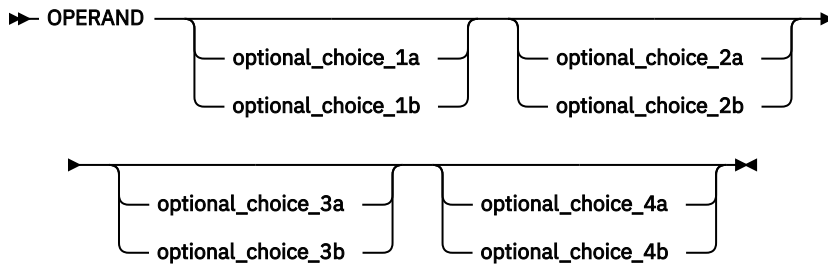 OPERAND
optional_choice_1a optional_choice_2a
optional_choice_1b optional_choice_2b
optional_choice_3a optional_choice_4a
optional_choice_3b optional_choice_4b